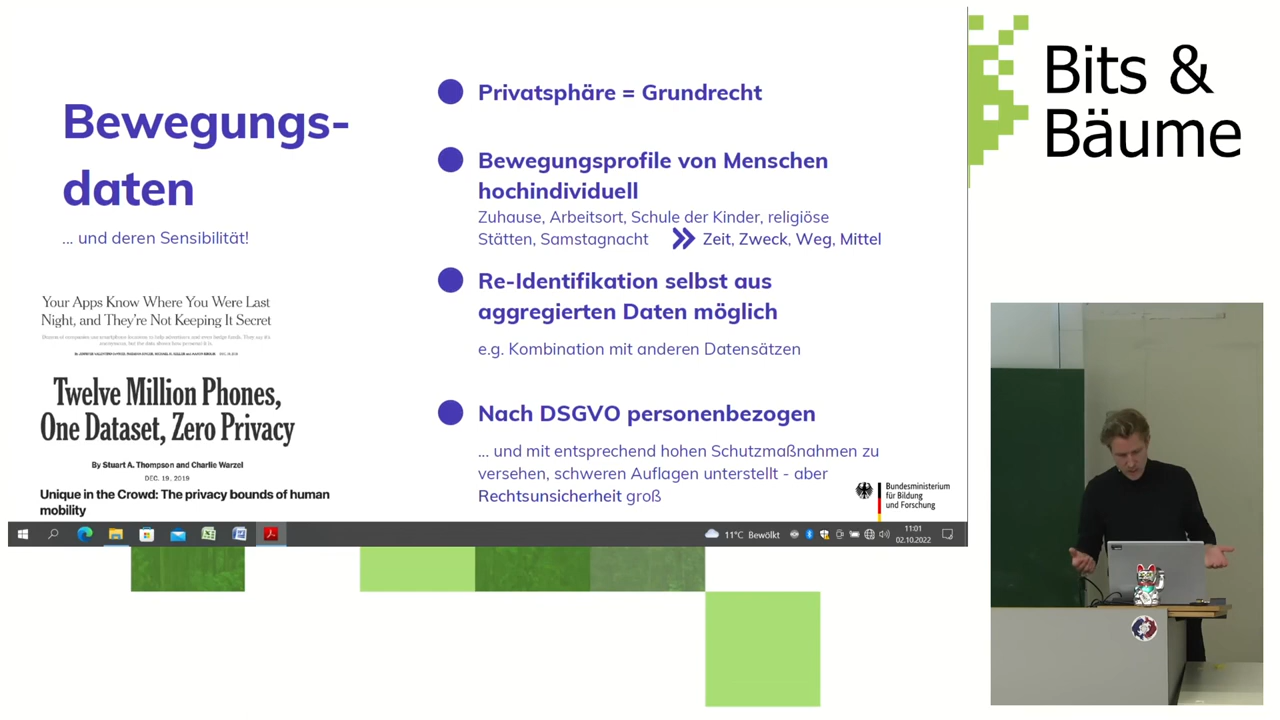 Bewegungs-
daten
... und deren Sensibilität!
Your Apps Know Where You Were Last
Night, and They're Not Keeping It Secret
Twelve Million Phones,
One Dataset, Zero Privacy
By Stuart A. Thompson and Charlie Warzel
DEC. 19, 2019
Unique in the Crowd: The privacy bounds of human
mobility
Privatsphäre = Grundrecht
Bewegungsprofile von Menschen
hochindividuell
Zuhause, Arbeitsort, Schule der Kinder, religiöse
Stätten, Samstagnacht Zeit, Zweck, Weg, Mittel
Re-Identifikation selbst aus
aggregierten Daten möglich
e.g. Kombination mit anderen Datensätzen
Nach DSGVO personenbezogen
... und mit entsprechend hohen Schutzmaßnahmen zu
versehen, schweren Auflagen unterstellt - aber
Rechtsunsicherheit groß
Bundesministerium
für Bildung
und Forschung
11°C Bewölkt
11:01
02.10.2022
Bits &
Bäume